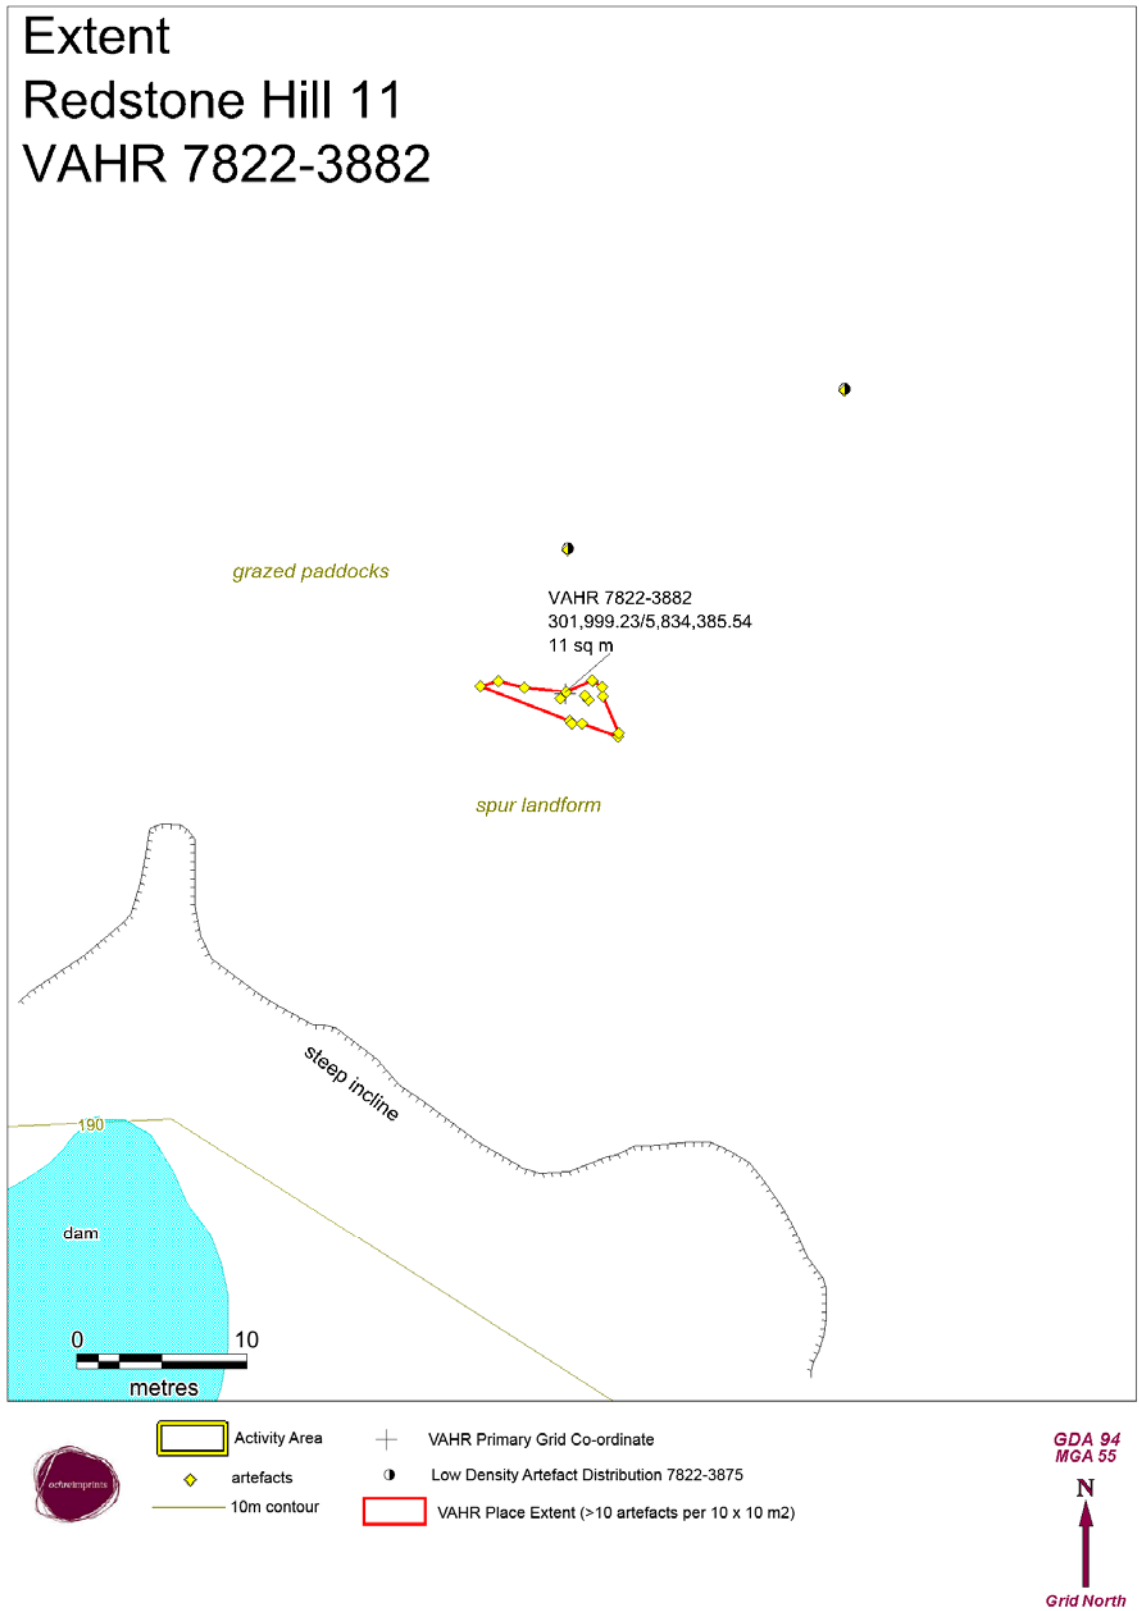 Extent
Redstone Hill 11
VAHR 7822-3882
grazed paddocks
VAHR 7822-3882
301,999.23/5,834,385.54
11 sq m
spur landform
steep incline
190
dam
0 10
metres
Activity Area
artefacts
10m contour
VAHR Primary Grid Co-ordinate
Low Density Artefact Distribution 7822-3875
VAHR Place Extent (>10 artefacts per 10 x 10 m2)
ochreimprints
GDA 94
MGA 55
N
Grid North